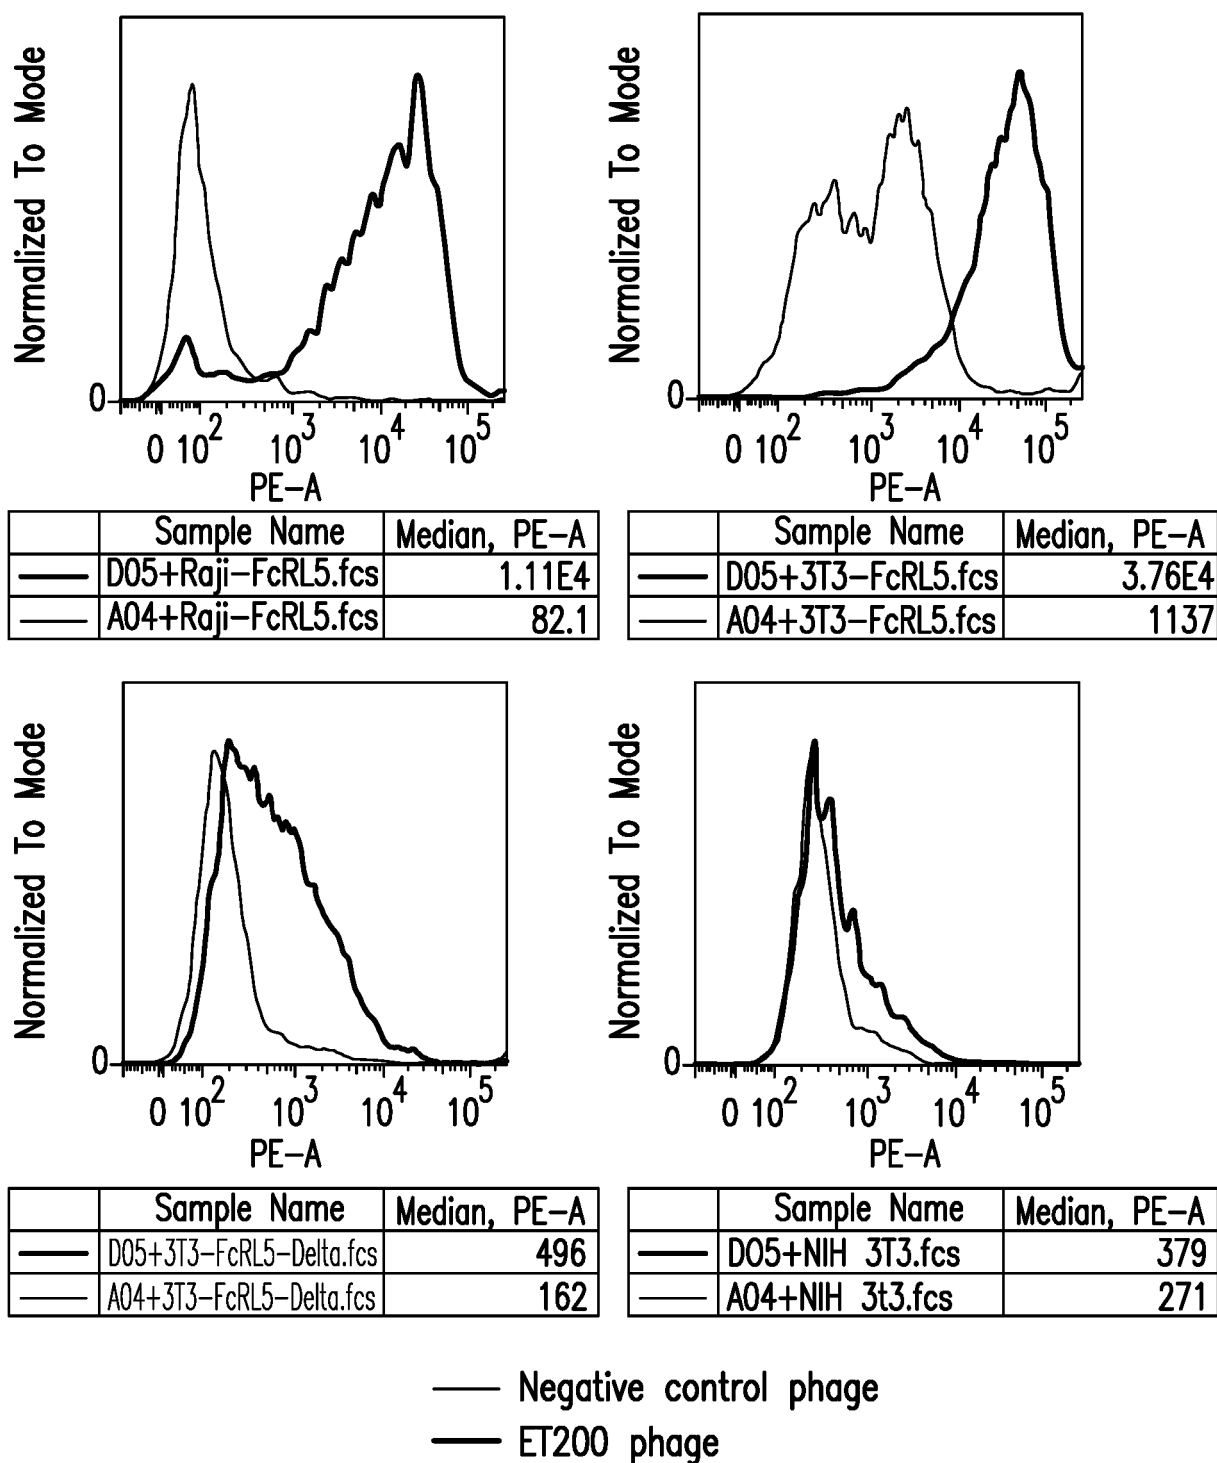 Normalized To Mode
0
0 10^2 10^3 10^4 10^5
PE-A
Sample Name Median, PE-A
D05+Raji-FcRL5.fcs 1.11E4
A04+Raji-FcRL5.fcs 82.1
Normalized To Mode
0
0 10^2 10^3 10^4 10^5
PE-A
Sample Name Median, PE-A
D05+3T3-FcRL5.fcs 3.76E4
A04+3T3-FcRL5.fcs 1137
Normalized To Mode
0
0 10^2 10^3 10^4 10^5
PE-A
Sample Name Median, PE-A
D05+3T3-FcRL5-Delta.fcs 496
A04+3T3-FcRL5-Delta.fcs 162
Normalized To Mode
0
0 10^2 10^3 10^4 10^5
PE-A
Sample Name Median, PE-A
D05+NIH 3T3.fcs 379
A04+NIH 3t3.fcs 271
Negative control phage
ET200 phage